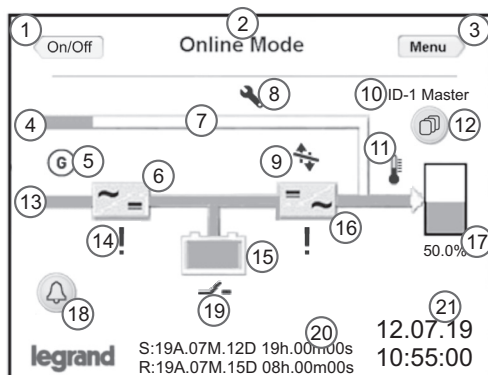 1 2 3
On/Off Online Mode Menu
8
10 ID-1 Master
4 7
12
G 5 9 11
6
13
16
14 ! ! 15 17
50.0%
18 19
20 21
12.07.19
legrand S:19A.07M.12D 19h.00m00s
R:19A.07M.15D 08h.00m00s 10:55:00